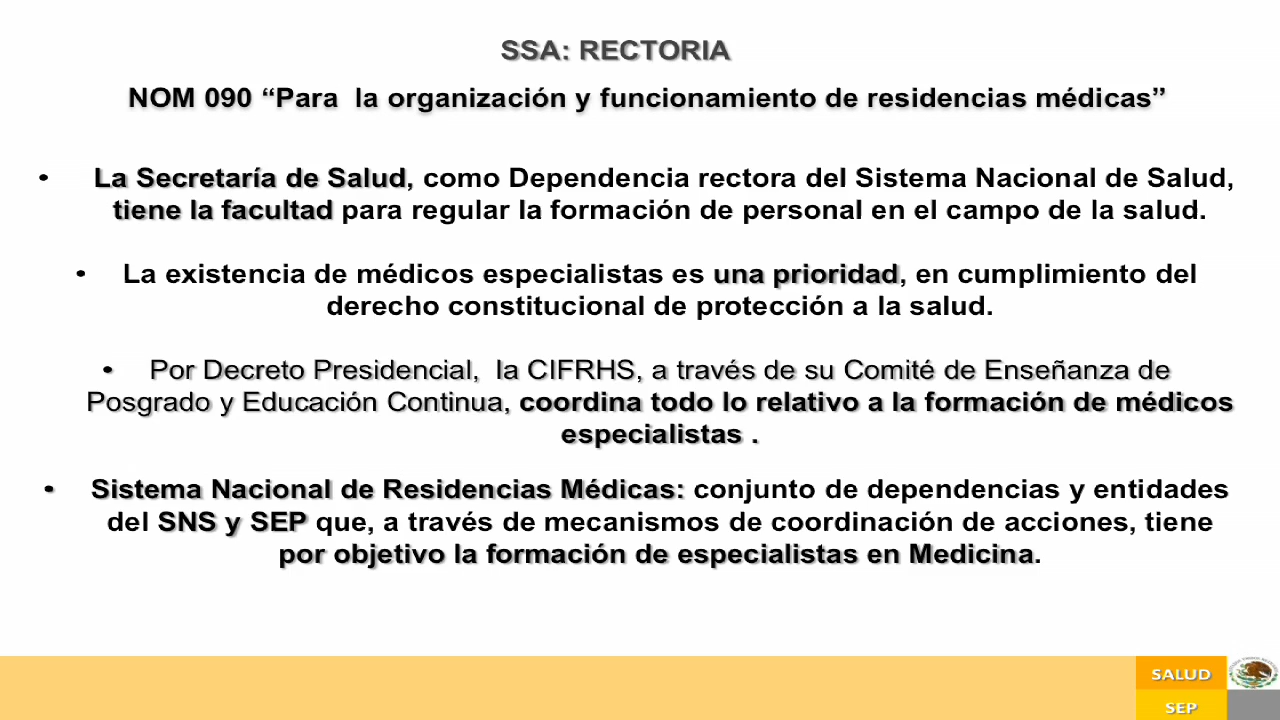 SSA: RECTORIA
NOM 090 “Para la organización y funcionamiento de residencias médicas”
• La Secretaría de Salud, como Dependencia rectora del Sistema Nacional de Salud,
tiene la facultad para regular la formación de personal en el campo de la salud.
• La existencia de médicos especialistas es una prioridad, en cumplimiento del
derecho constitucional de protección a la salud.
• Por Decreto Presidencial, la CIFRHS, a través de su Comité de Enseñanza de
Posgrado y Educación Continua, coordina todo lo relativo a la formación de médicos
especialistas .
• Sistema Nacional de Residencias Médicas: conjunto de dependencias y entidades
del SNS y SEP que, a través de mecanismos de coordinación de acciones, tiene
por objetivo la formación de especialistas en Medicina.
SALUD
SEP